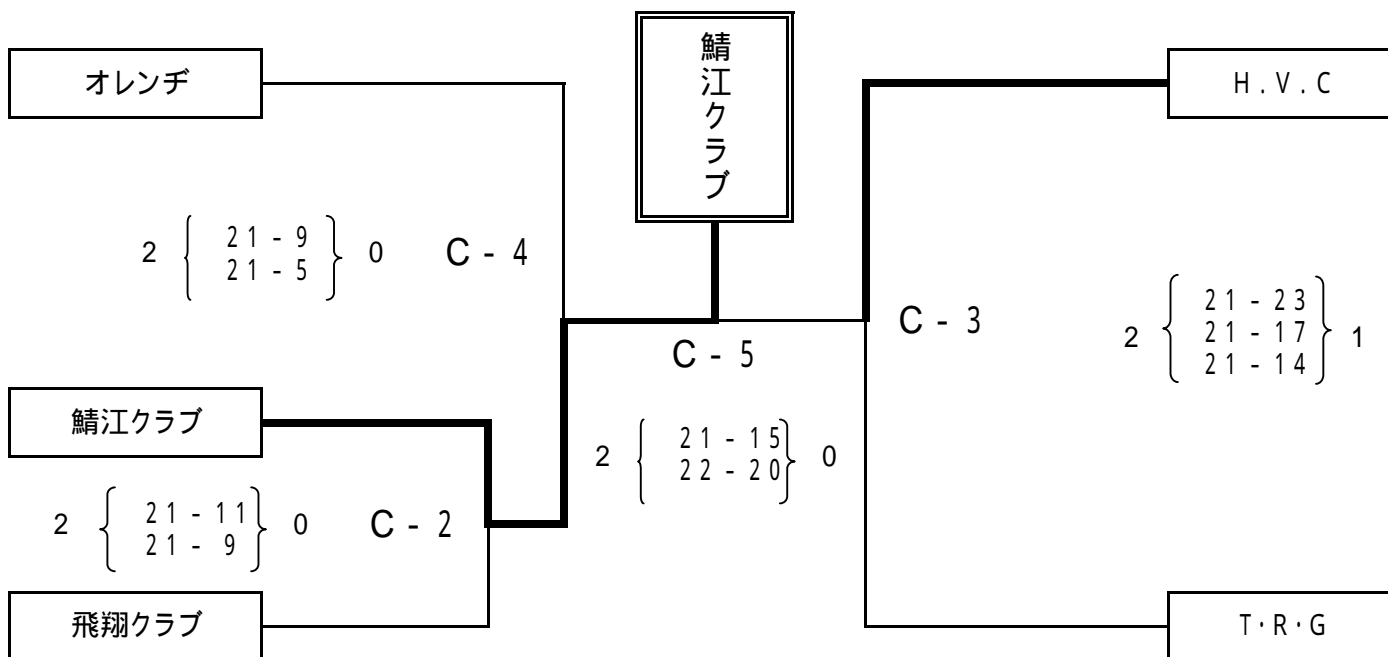 鯖江クラブ
オレンヂ
H.V.C
2 { 21-9 } 0
21-5
C-4
C-3
2 { 21-23 } 1
21-17
21-14
C-5
鯖江クラブ
2 { 21-15 } 0
22-20
2 { 21-11 } 0
21-9
C-2
飛翔クラブ
T・R・G